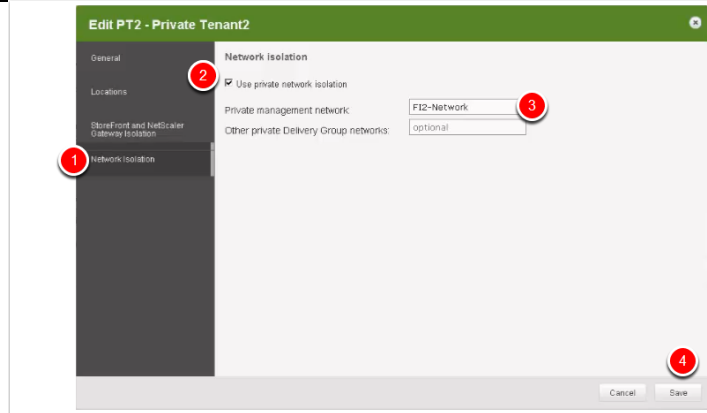 Edit PT2 - Private Tenant2
General
Locations
StoreFront and NetScaler
Gateway Isolation
1
Network Isolation
Network isolation
2
Use private network isolation
Private management network:
FI2-Network
3
Other private Delivery Group networks:
optional
4
Cancel
Save